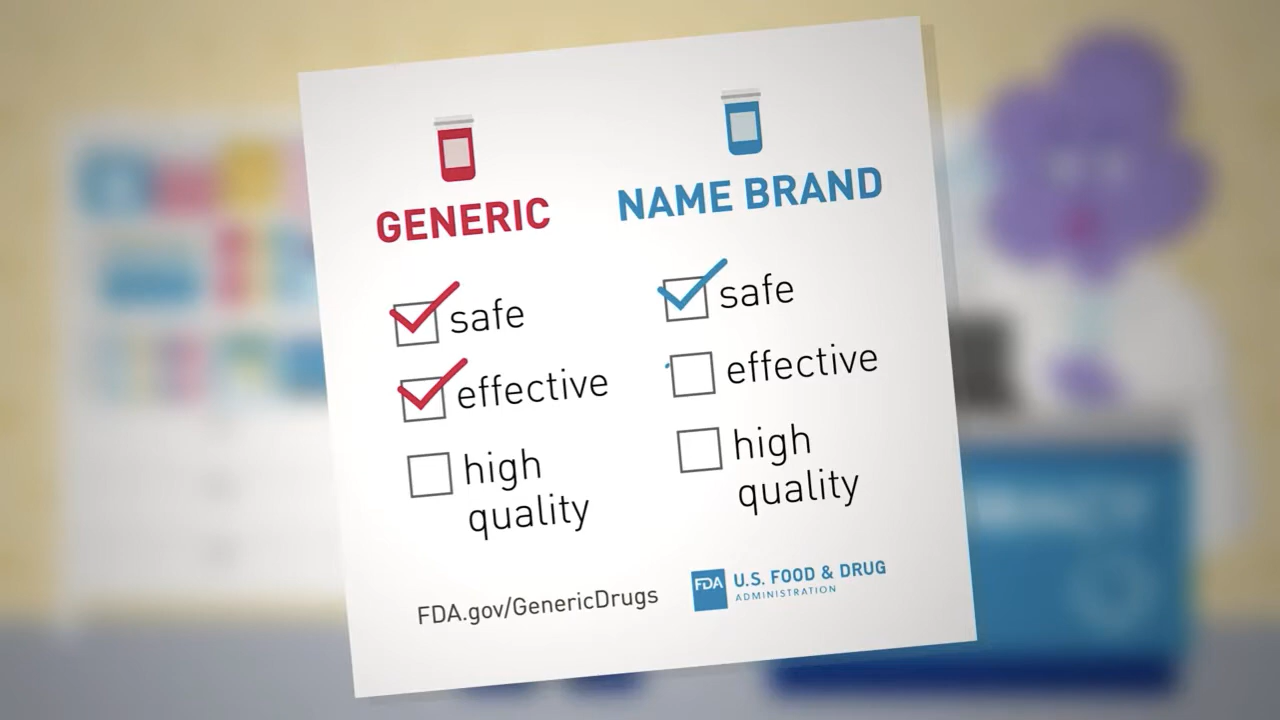 GENERIC
safe
effective
high
quality
NAME BRAND
safe
effective
high
quality
FDA.gov/GenericDrugs
FDA
U.S. FOOD & DRUG
ADMINISTRATION